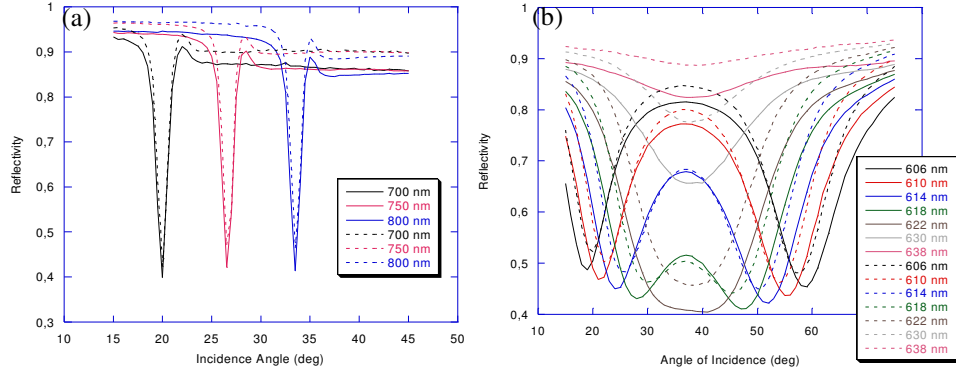 (a)
1
0,9
0,8
0,7
0,6
0,5
0,4
0,3
10
15
20
25
30
35
40
45
50
Reflectivity
Incidence Angle (deg)
700 nm
750 nm
800 nm
700 nm
750 nm
800 nm
(b)
1
0,9
0,8
0,7
0,6
0,5
0,4
10
20
30
40
50
60
Reflectivity
Angle of Incidence (deg)
606 nm
610 nm
614 nm
618 nm
622 nm
630 nm
638 nm
606 nm
610 nm
614 nm
618 nm
622 nm
630 nm
638 nm